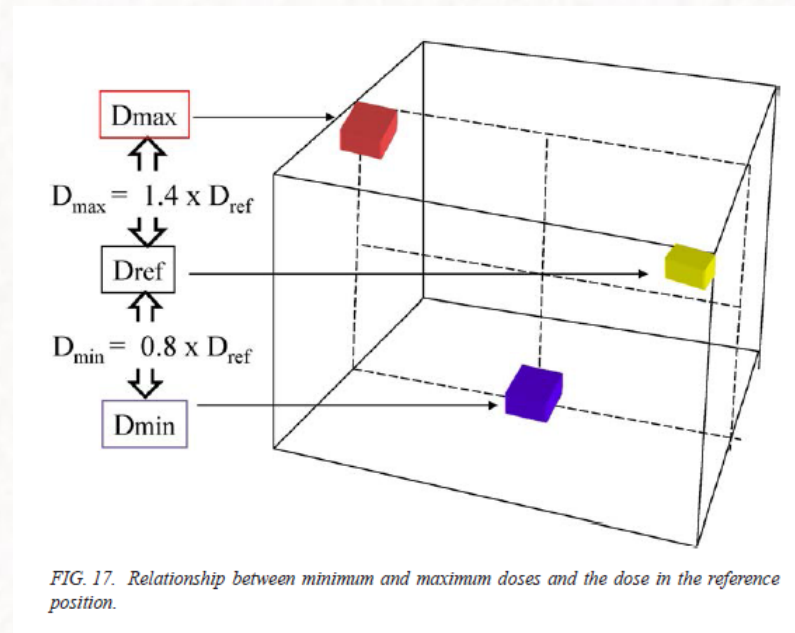 Dmax
Dmax = 1.4 x Dref
Dref
Dmin = 0.8 x Dref
Dmin
FIG. 17. Relationship between minimum and maximum doses and the dose in the reference
position.